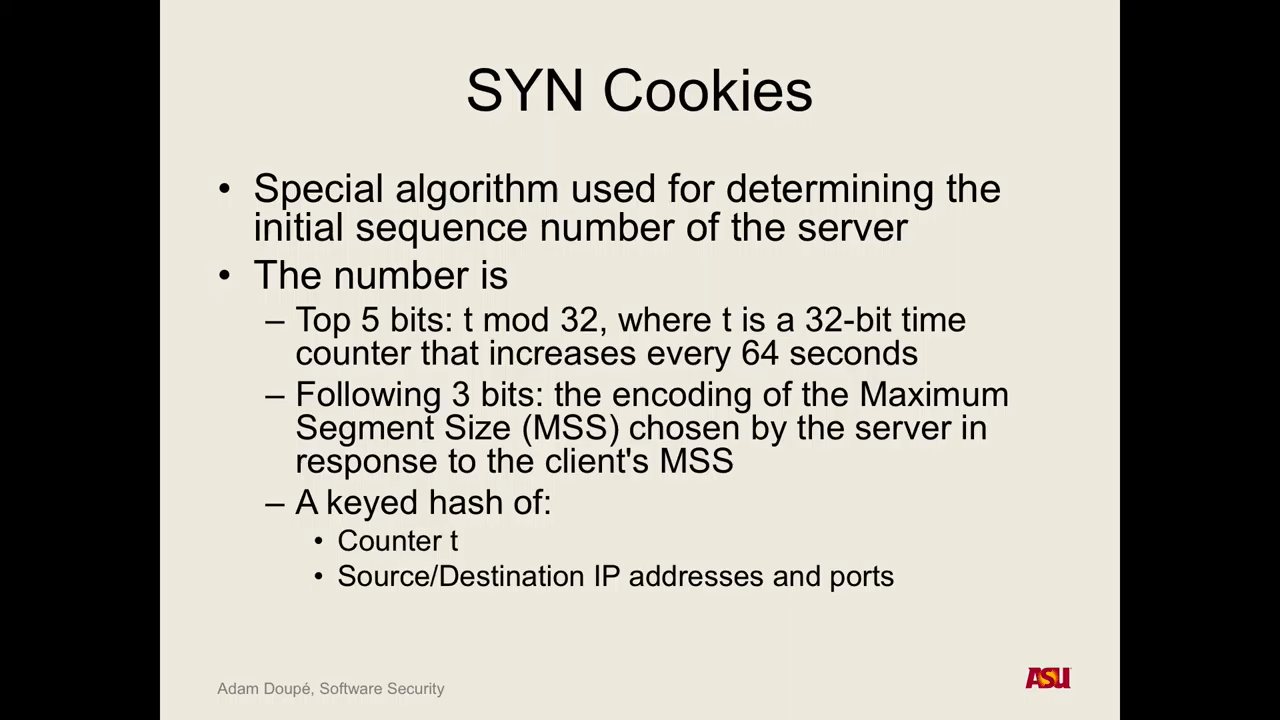 SYN Cookies
• Special algorithm used for determining the
initial sequence number of the server
• The number is
– Top 5 bits: t mod 32, where t is a 32-bit time
counter that increases every 64 seconds
– Following 3 bits: the encoding of the Maximum
Segment Size (MSS) chosen by the server in
response to the client's MSS
– A keyed hash of:
• Counter t
• Source/Destination IP addresses and ports
Adam Doupé, Software Security
ASU